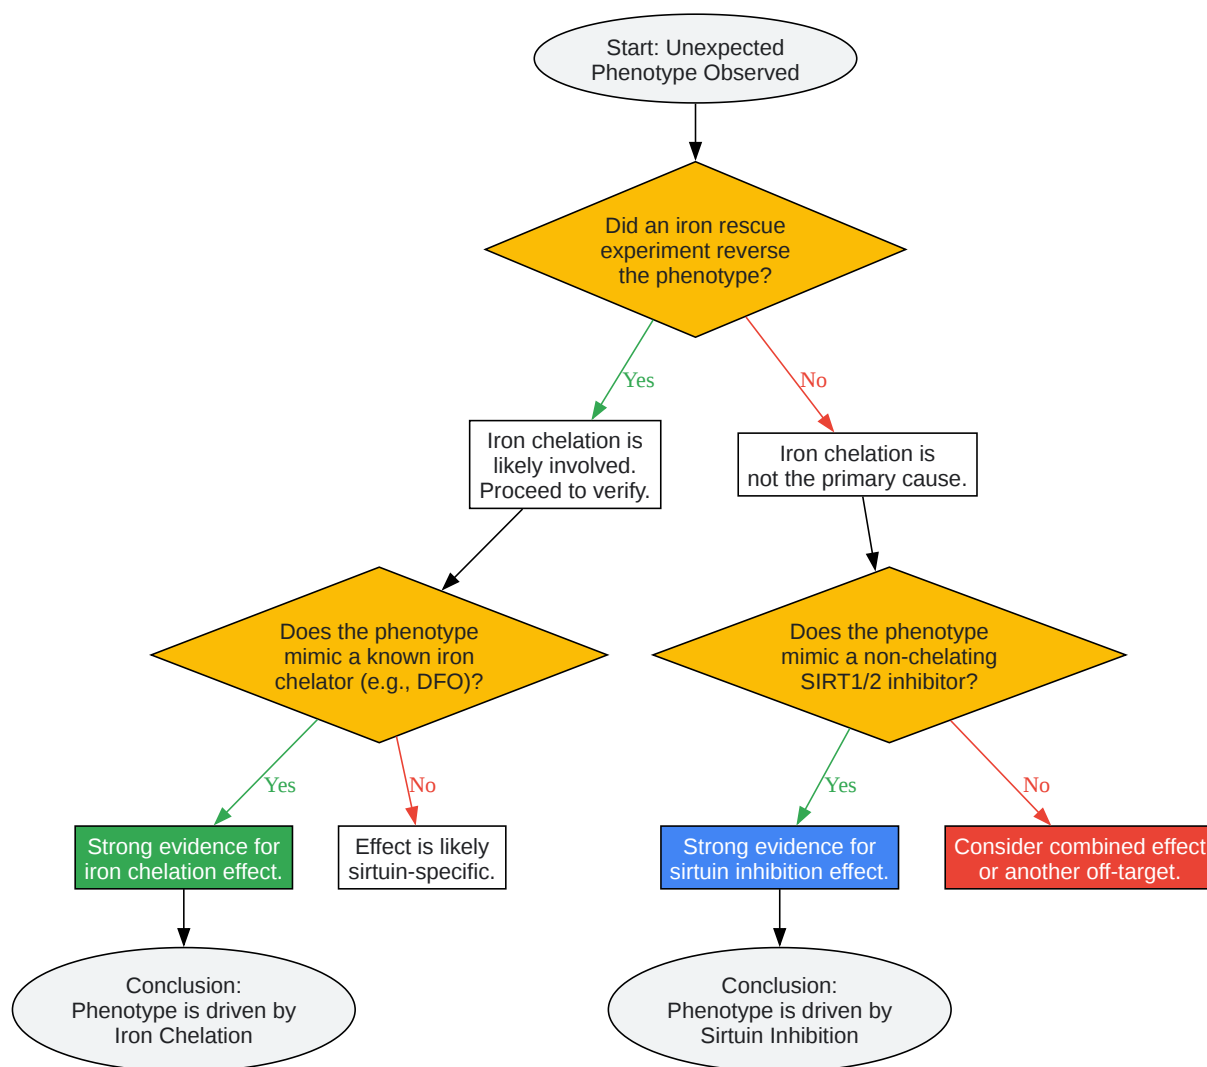 Start: Unexpected
Phenotype Observed
Did an iron rescue
experiment reverse
the phenotype?
Yes
No
Iron chelation is
likely involved.
Proceed to verify.
Iron chelation is
not the primary cause.
Does the phenotype
mimic a known iron
chelator (e.g., DFO)?
Does the phenotype
mimic a non-chelating
SIRT1/2 inhibitor?
Yes
No
Yes
No
Strong evidence for
iron chelation effect.
Effect is likely
sirtuin-specific.
Strong evidence for
sirtuin inhibition effect.
Consider combined effect
or another off-target.
Conclusion:
Phenotype is driven by
Iron Chelation
Conclusion:
Phenotype is driven by
Sirtuin Inhibition